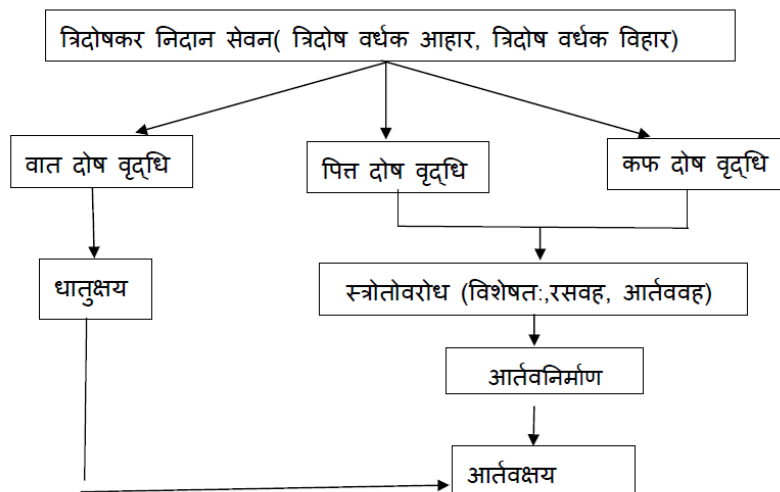 त्रिदोषकर निदान सेवन( त्रिदोष वर्धक आहार, त्रिदोष वर्धक विहार)
वात दोष वृद्धि
पित्त दोष वृद्धि
कफ दोष वृद्धि
धातुक्षय
स्त्रोतोवरोध (विशेषतः,रसवह, आर्तववह)
आर्तवनिर्माण
आर्तवक्षय